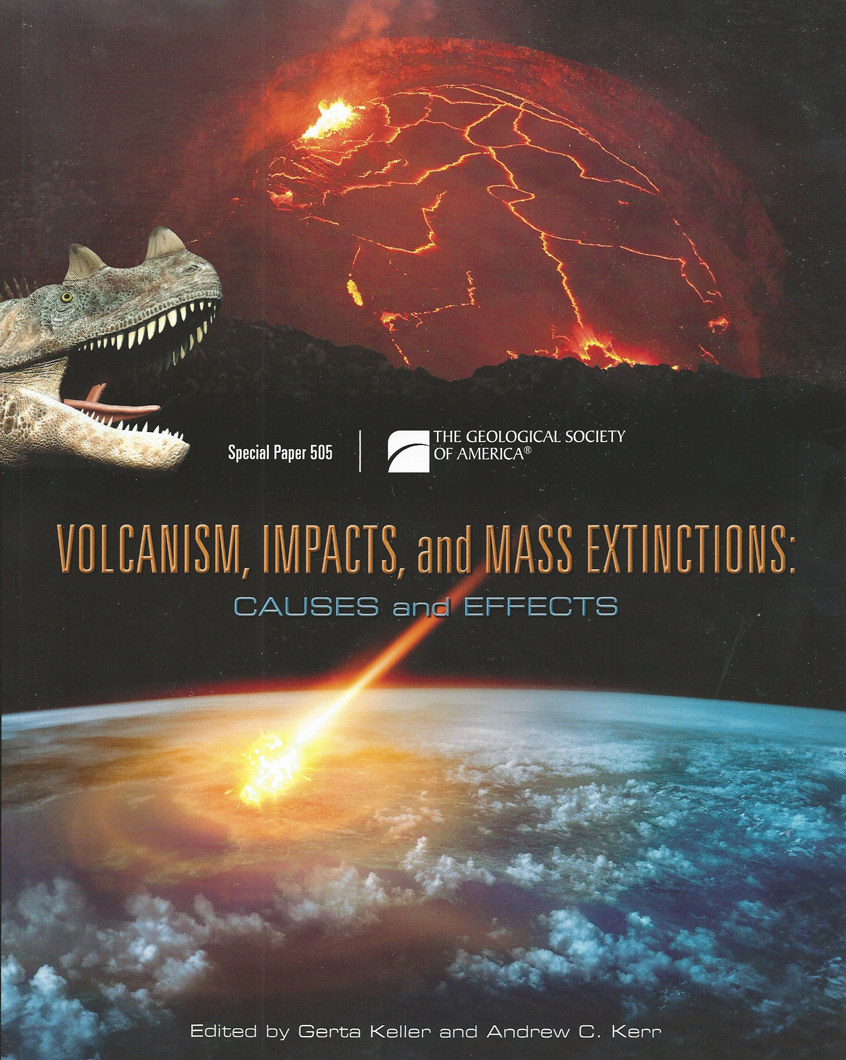 Special Paper 505
THE GEOLOGICAL SOCIETY
OF AMERICA®
VOLCANISM, IMPACTS, and MASS EXTINCTIONS:
CAUSES and EFFECTS
Edited by Gerta Keller and Andrew C. Kerr